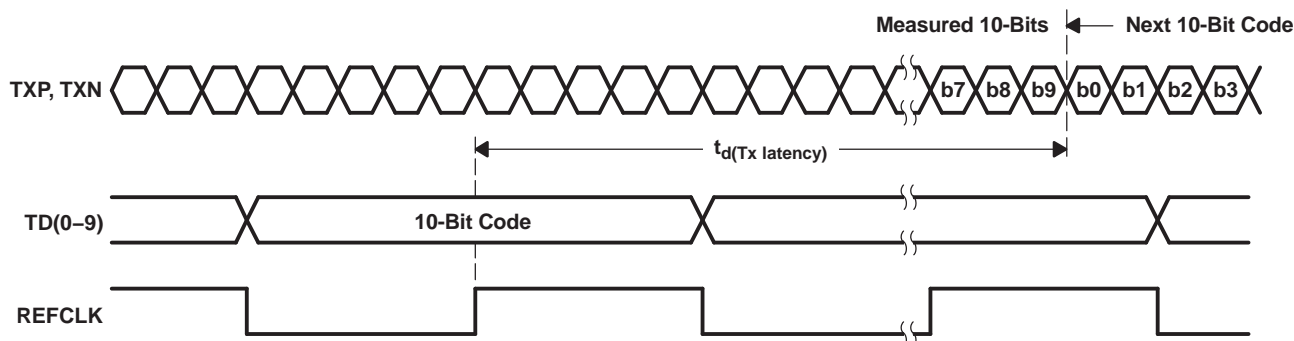 Measured 10-Bits Next 10-Bit Code
TXP, TXN b7 b8 b9 b0 b1 b2 b3
td(Tx latency)
TD(0–9) 10-Bit Code
REFCLK